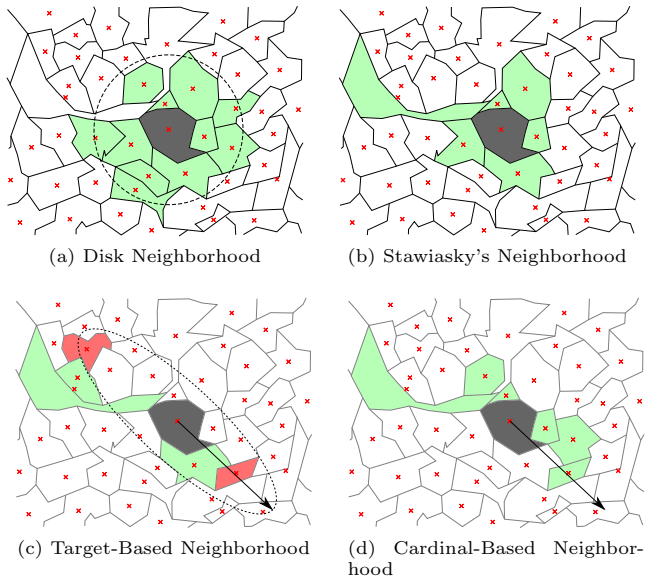 (a) Disk Neighborhood
(b) Stawiasky's Neighborhood
(c) Target-Based Neighborhood
(d) Cardinal-Based Neighbor-
hood